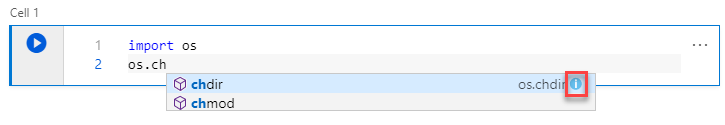 Cell 1
1 import os
2 os.ch
chdir os.chdir
chmod